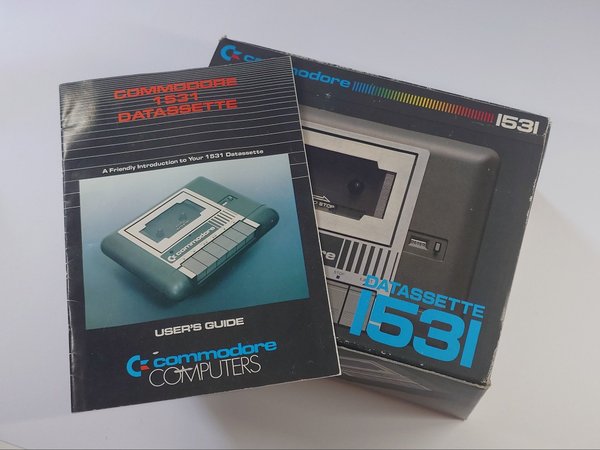 COMMODORE
1531
DATASSETTE
A Friendly Introduction to Your 1531 Datassette
commodore
USER'S GUIDE
commodore
COMPUTERS
commodore
1531
STOP
DATASSETTE
1531